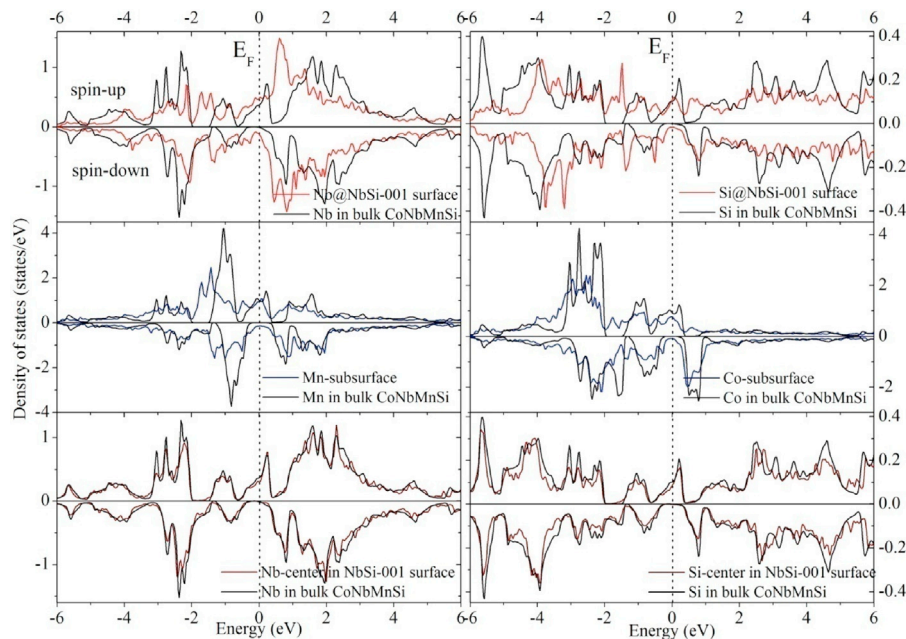 -6 -4 -2 0 2 4 6 -6 -4 -2 0 2 4 6
E_F
spin-up
spin-down
1
0
-1
Nb@NbSi-001 surface
Nb in bulk CoNbMnSi
E_F
0.4
0.2
0
-0.2
-0.4
Si@NbSi-001 surface
Si in bulk CoNbMnSi
Density of states (states/eV)
4
2
0
-2
-4
Mn-subsurface
Mn in bulk CoNbMnSi
4
2
0
-2
Co-subsurface
Co in bulk CoNbMnSi
1
0
-1
Nb-center in NbSi-001 surface
Nb in bulk CoNbMnSi
0.4
0.2
0
-0.2
-0.4
Si-center in NbSi-001 surface
Si in bulk CoNbMnSi
-6 -4 -2 0 2 4 6 -6 -4 -2 0 2 4 6
Energy (eV)
Energy (eV)